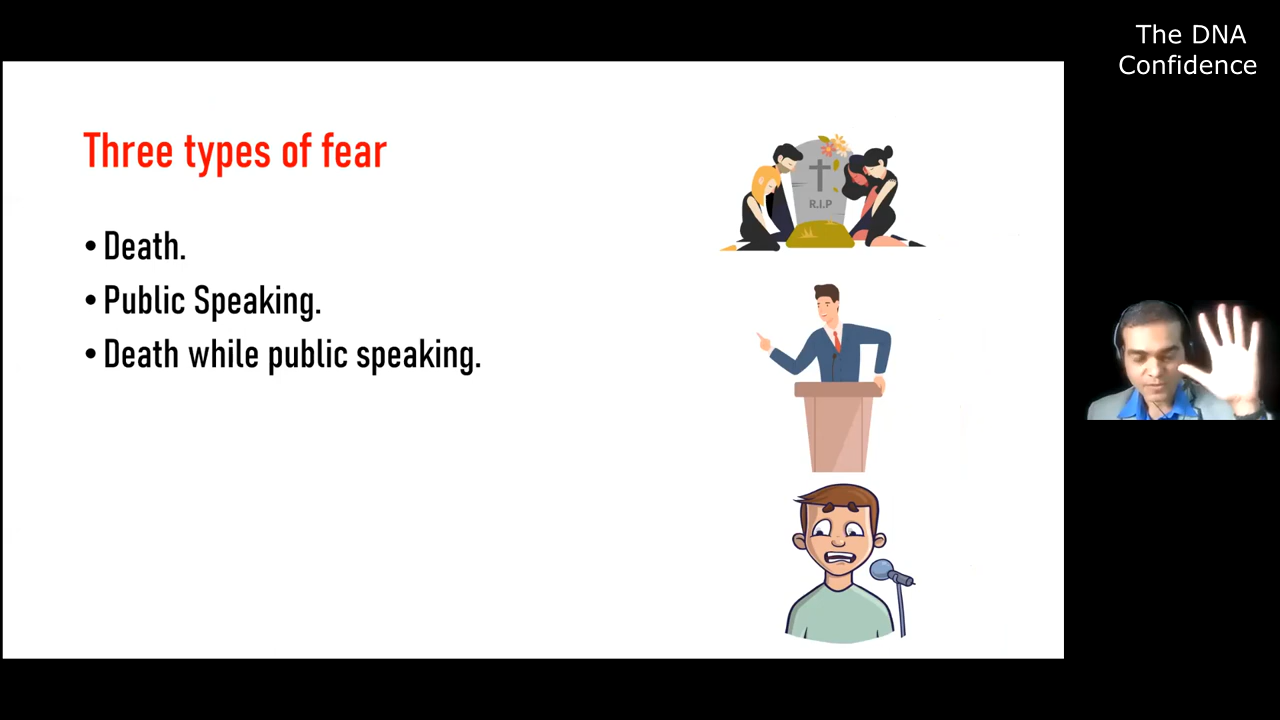 The DNA
Confidence
Three types of fear
• Death.
• Public Speaking.
• Death while public speaking.
R.I.P